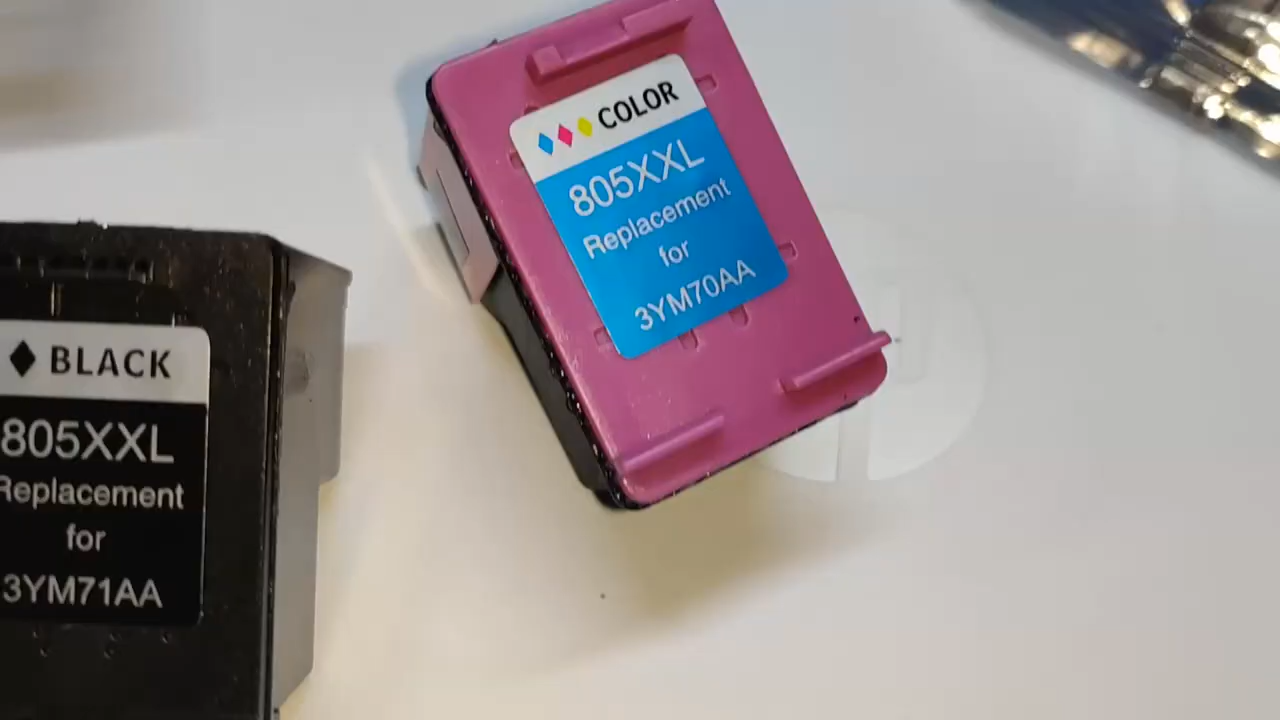 COLOR
805XXL
Replacement
for
3YM70AA
BLACK
805XXL
Replacement
for
3YM71AA